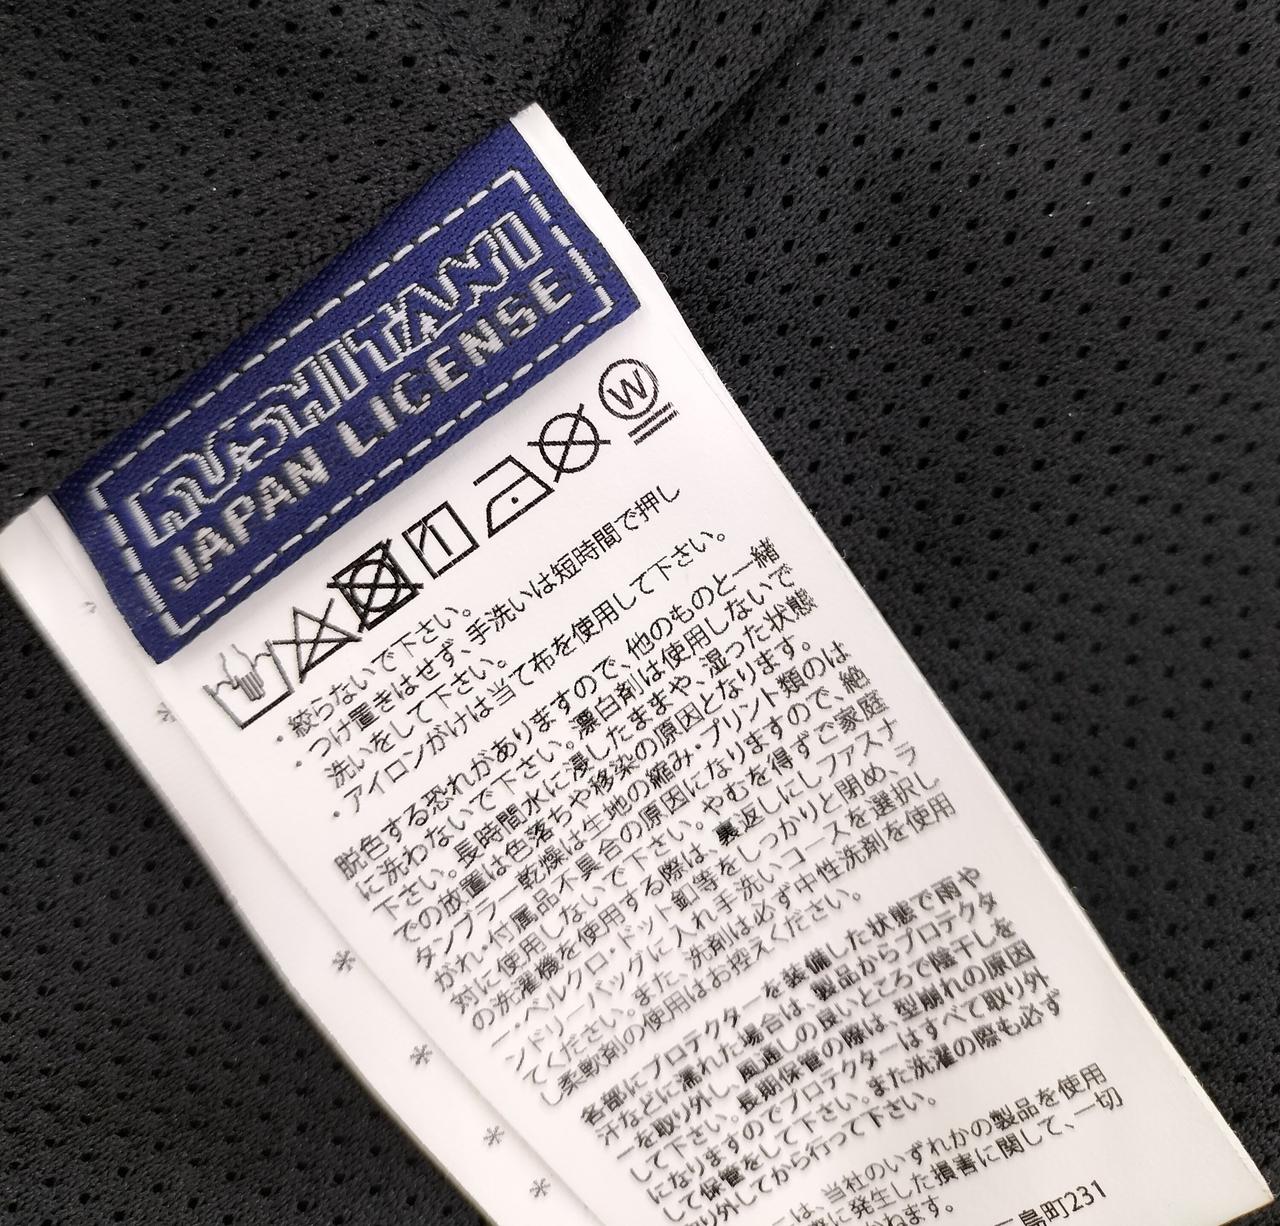 KUSHITANI
JAPAN LICENSE
W
・絞らないで下さい。
・つけ置きはせず、手洗いは短時間で押し
洗いをして下さい。
・アイロンがけは当て布を使用して下さい。
脱色する恐れがありますので、他のものと一緒
に洗わないで下さい。漂白剤は使用しないで
下さい。長時間水に浸したままや、湿った状態
での放置は色落ちや移染の原因となります。
タンブラー乾燥は生地の縮み・プリント類のは
がれ・付属品不具合の原因になりますので、絶
対に使用しないで下さい。やむを得ずご家庭
の洗濯機を使用する際は、裏返しにしファスナ
ー・ベルクロ・ドット釦等をしっかりと閉め、ラ
ンドリーバッグに入れ手洗いコースを選択し
てください。また、洗剤は必ず中性洗剤を使用
し柔軟剤の使用はお控えください。
各部にプロテクターを装備した状態で雨や
汗などに濡れた場合は、製品からプロテクタ
ーを取り外し、風通しの良いところで陰干しを
して下さい。長期保管の際は、型崩れの原因
になりますのでプロテクターはすべて取り外
して保管をして下さい。また洗濯の際も必ず
取り外してから行って下さい。
は、当社のいずれかの製品を使用
際に発生した損害に関して、一切
かねます。
島町231